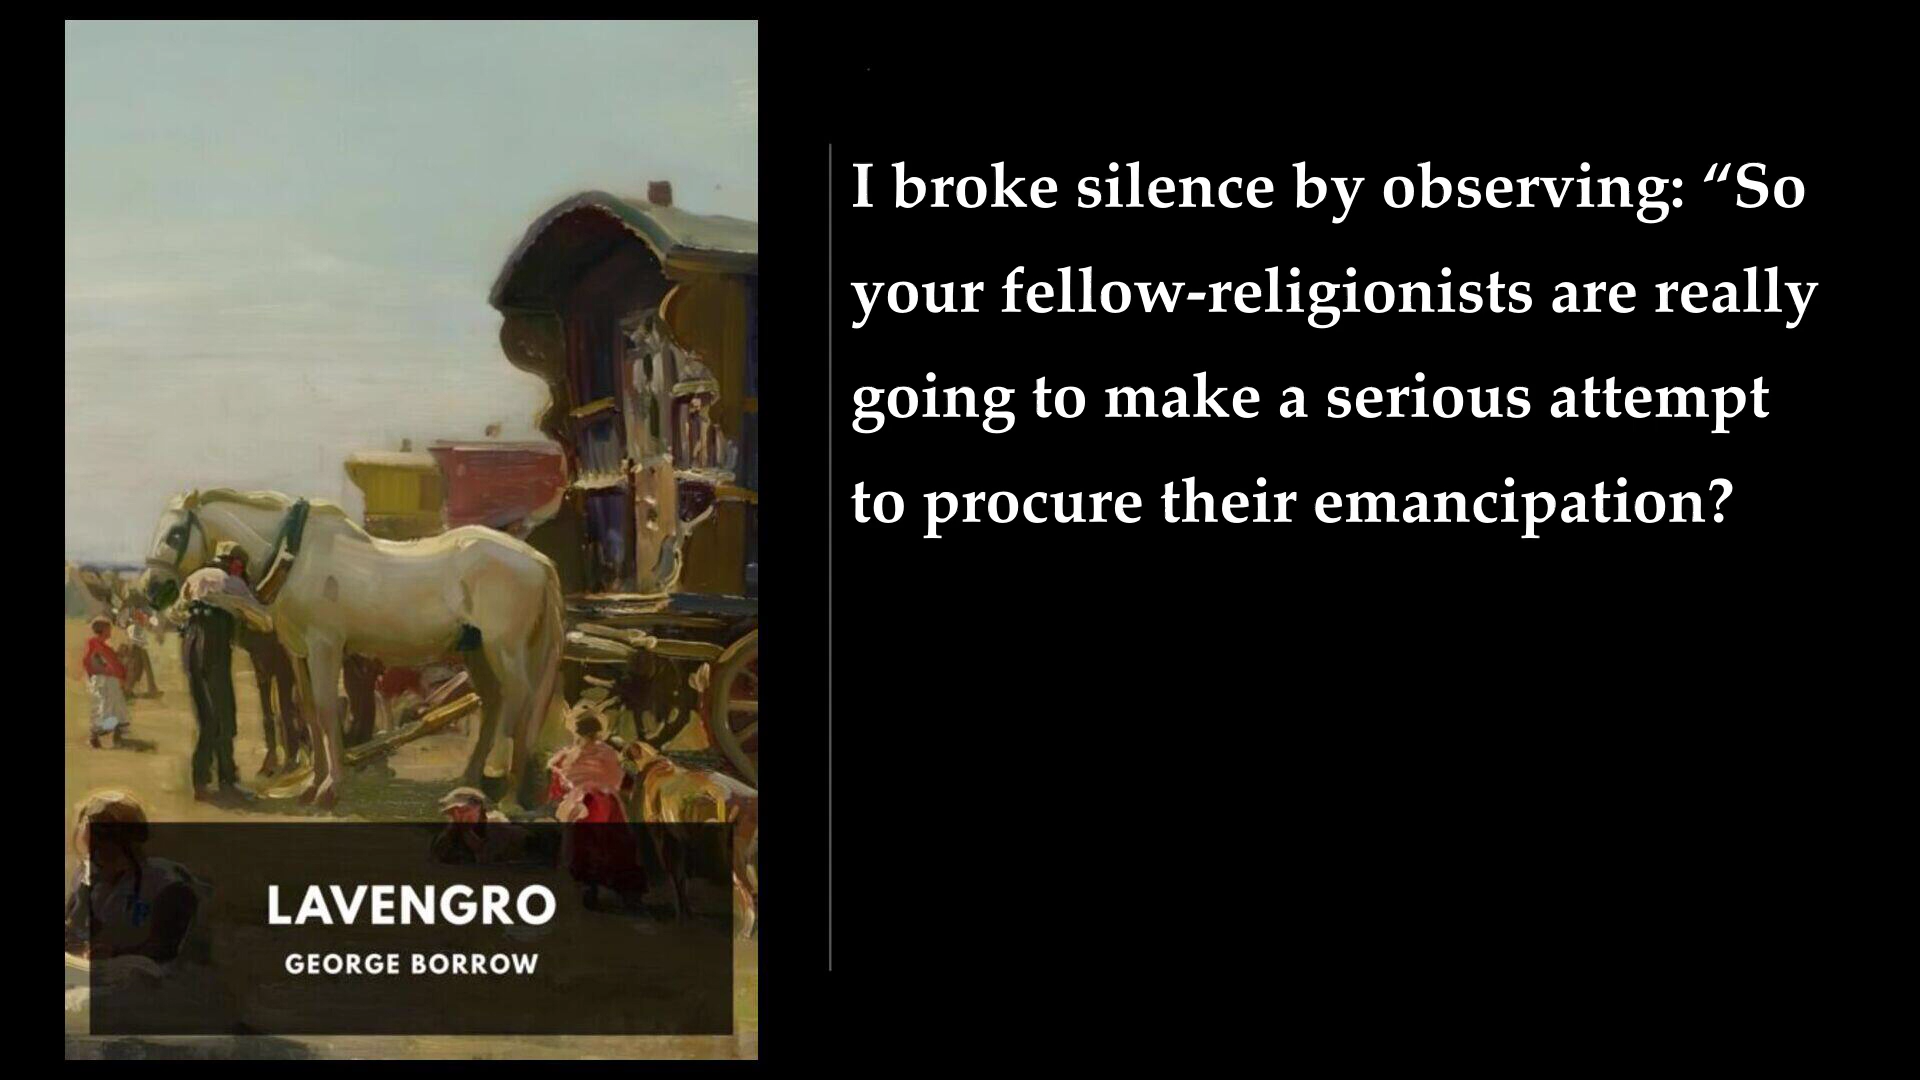 I broke silence by observing: “So
your fellow-religionists are really
going to make a serious attempt
to procure their emancipation?
LAVENGRO
GEORGE BORROW